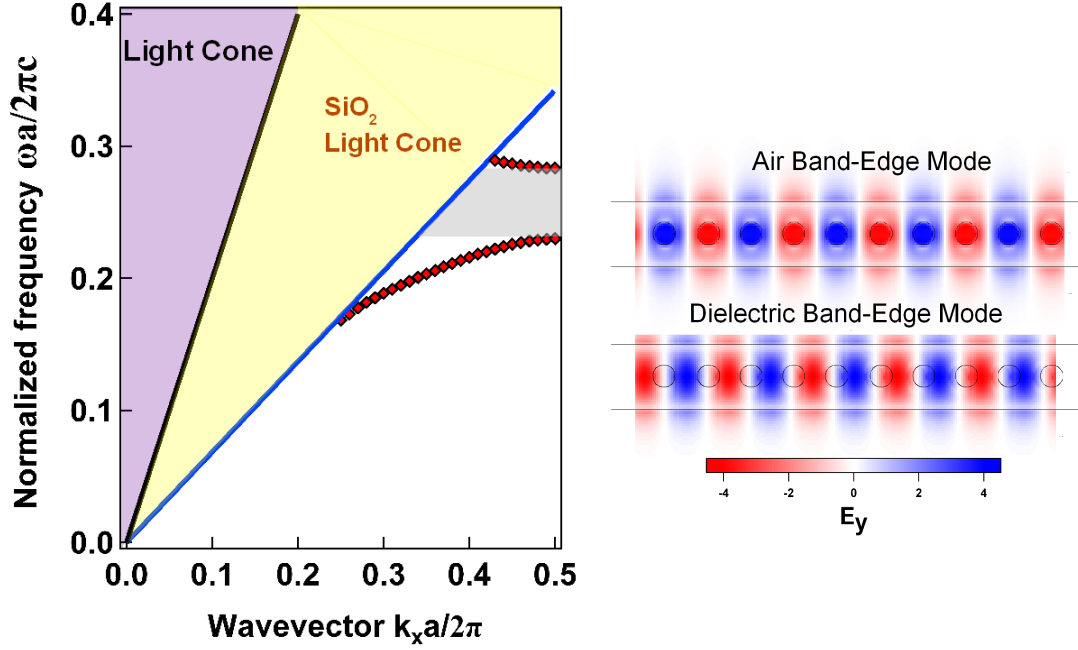 0.4
0.3
0.2
0.1
0.0
Normalized frequency ωa/2πc
Light Cone
SiO₂
Light Cone
0.0 0.1 0.2 0.3 0.4 0.5
Wavevector kₓa/2π
Air Band-Edge Mode
Dielectric Band-Edge Mode
-4 -2 0 2 4
E_y